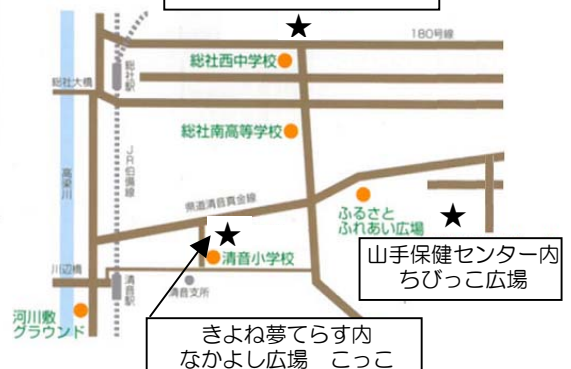 180号線
総社西中学校
総社駅
総社大橋
総社南高等学校
JR伯備線
高梁川
県道清音真金線
ふるさと
ふれあい広場
山手保健センター内
ちびっこ広場
清音小学校
川辺橋
清音駅
清音支所
河川敷
グラウンド
きよね夢てらす内
なかよし広場　こっこ